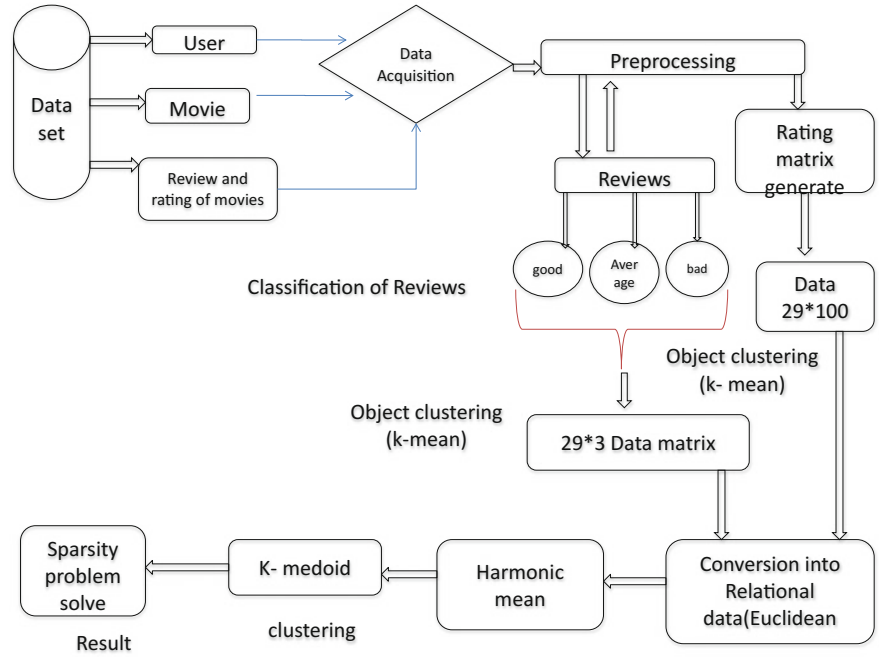 Data
set
User
Movie
Review and
rating of movies
Data
Acquisition
Preprocessing
Rating
matrix
generate
Reviews
good
Aver
age
bad
Classification of Reviews
Data
29*100
Object clustering
(k- mean)
Object clustering
(k-mean)
29*3 Data matrix
Conversion into
Relational
data(Euclidean
Harmonic
mean
K- medoid
clustering
Sparsity
problem
solve
Result